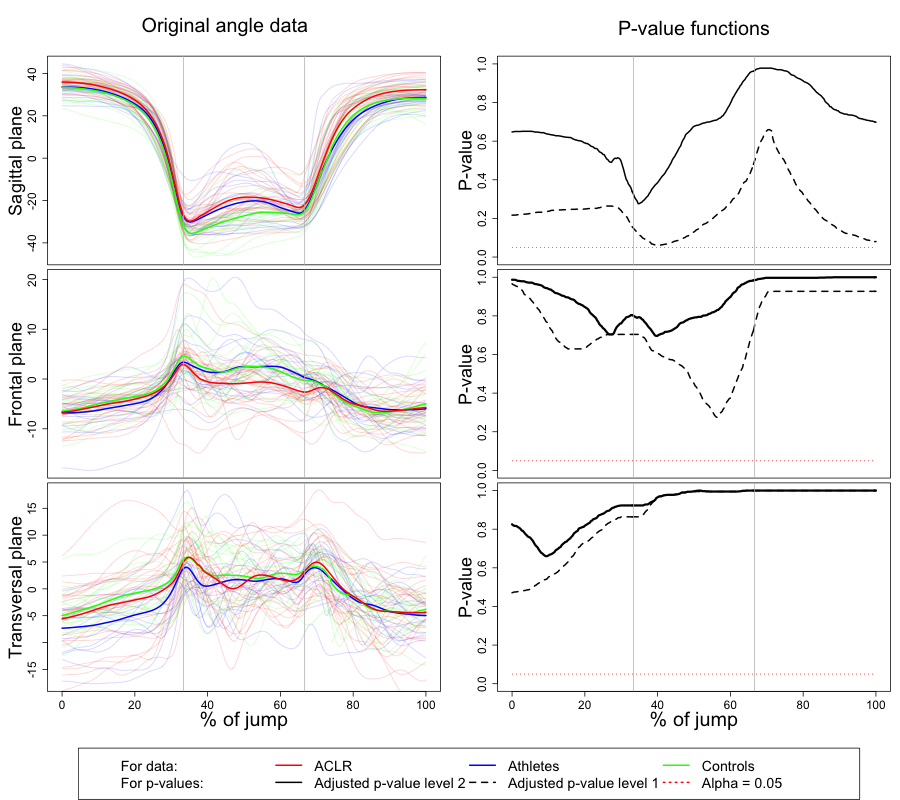 Original angle data
P-value functions
Sagittal plane
40
20
0
-20
-40
P-value
1.0
0.8
0.6
0.4
0.2
0.0
Frontal plane
20
10
0
-10
P-value
1.0
0.8
0.6
0.4
0.2
0.0
Transversal plane
15
10
5
0
-5
-15
P-value
1.0
0.8
0.6
0.4
0.2
0.0
0 20 40 60 80 100
% of jump
0 20 40 60 80 100
% of jump
For data: ACLR Athletes Controls
For p-values: Adjusted p-value level 2 Adjusted p-value level 1 Alpha = 0.05